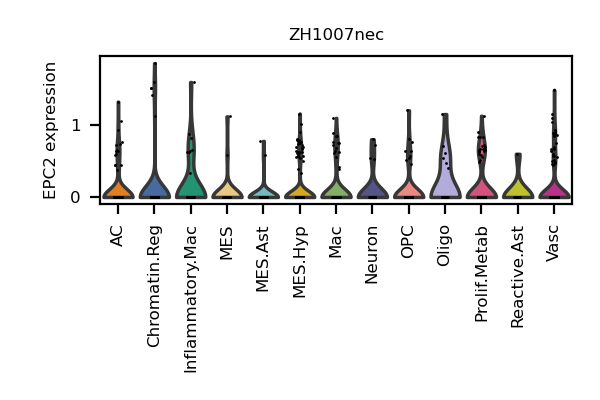 ZH1007nec
EPC2 expression
1
0
AC
Chromatin.Reg
Inflammatory.Mac
MES
MES.Ast
MES.Hyp
Mac
Neuron
OPC
Oligo
Prolif.Metab
Reactive.Ast
Vasc